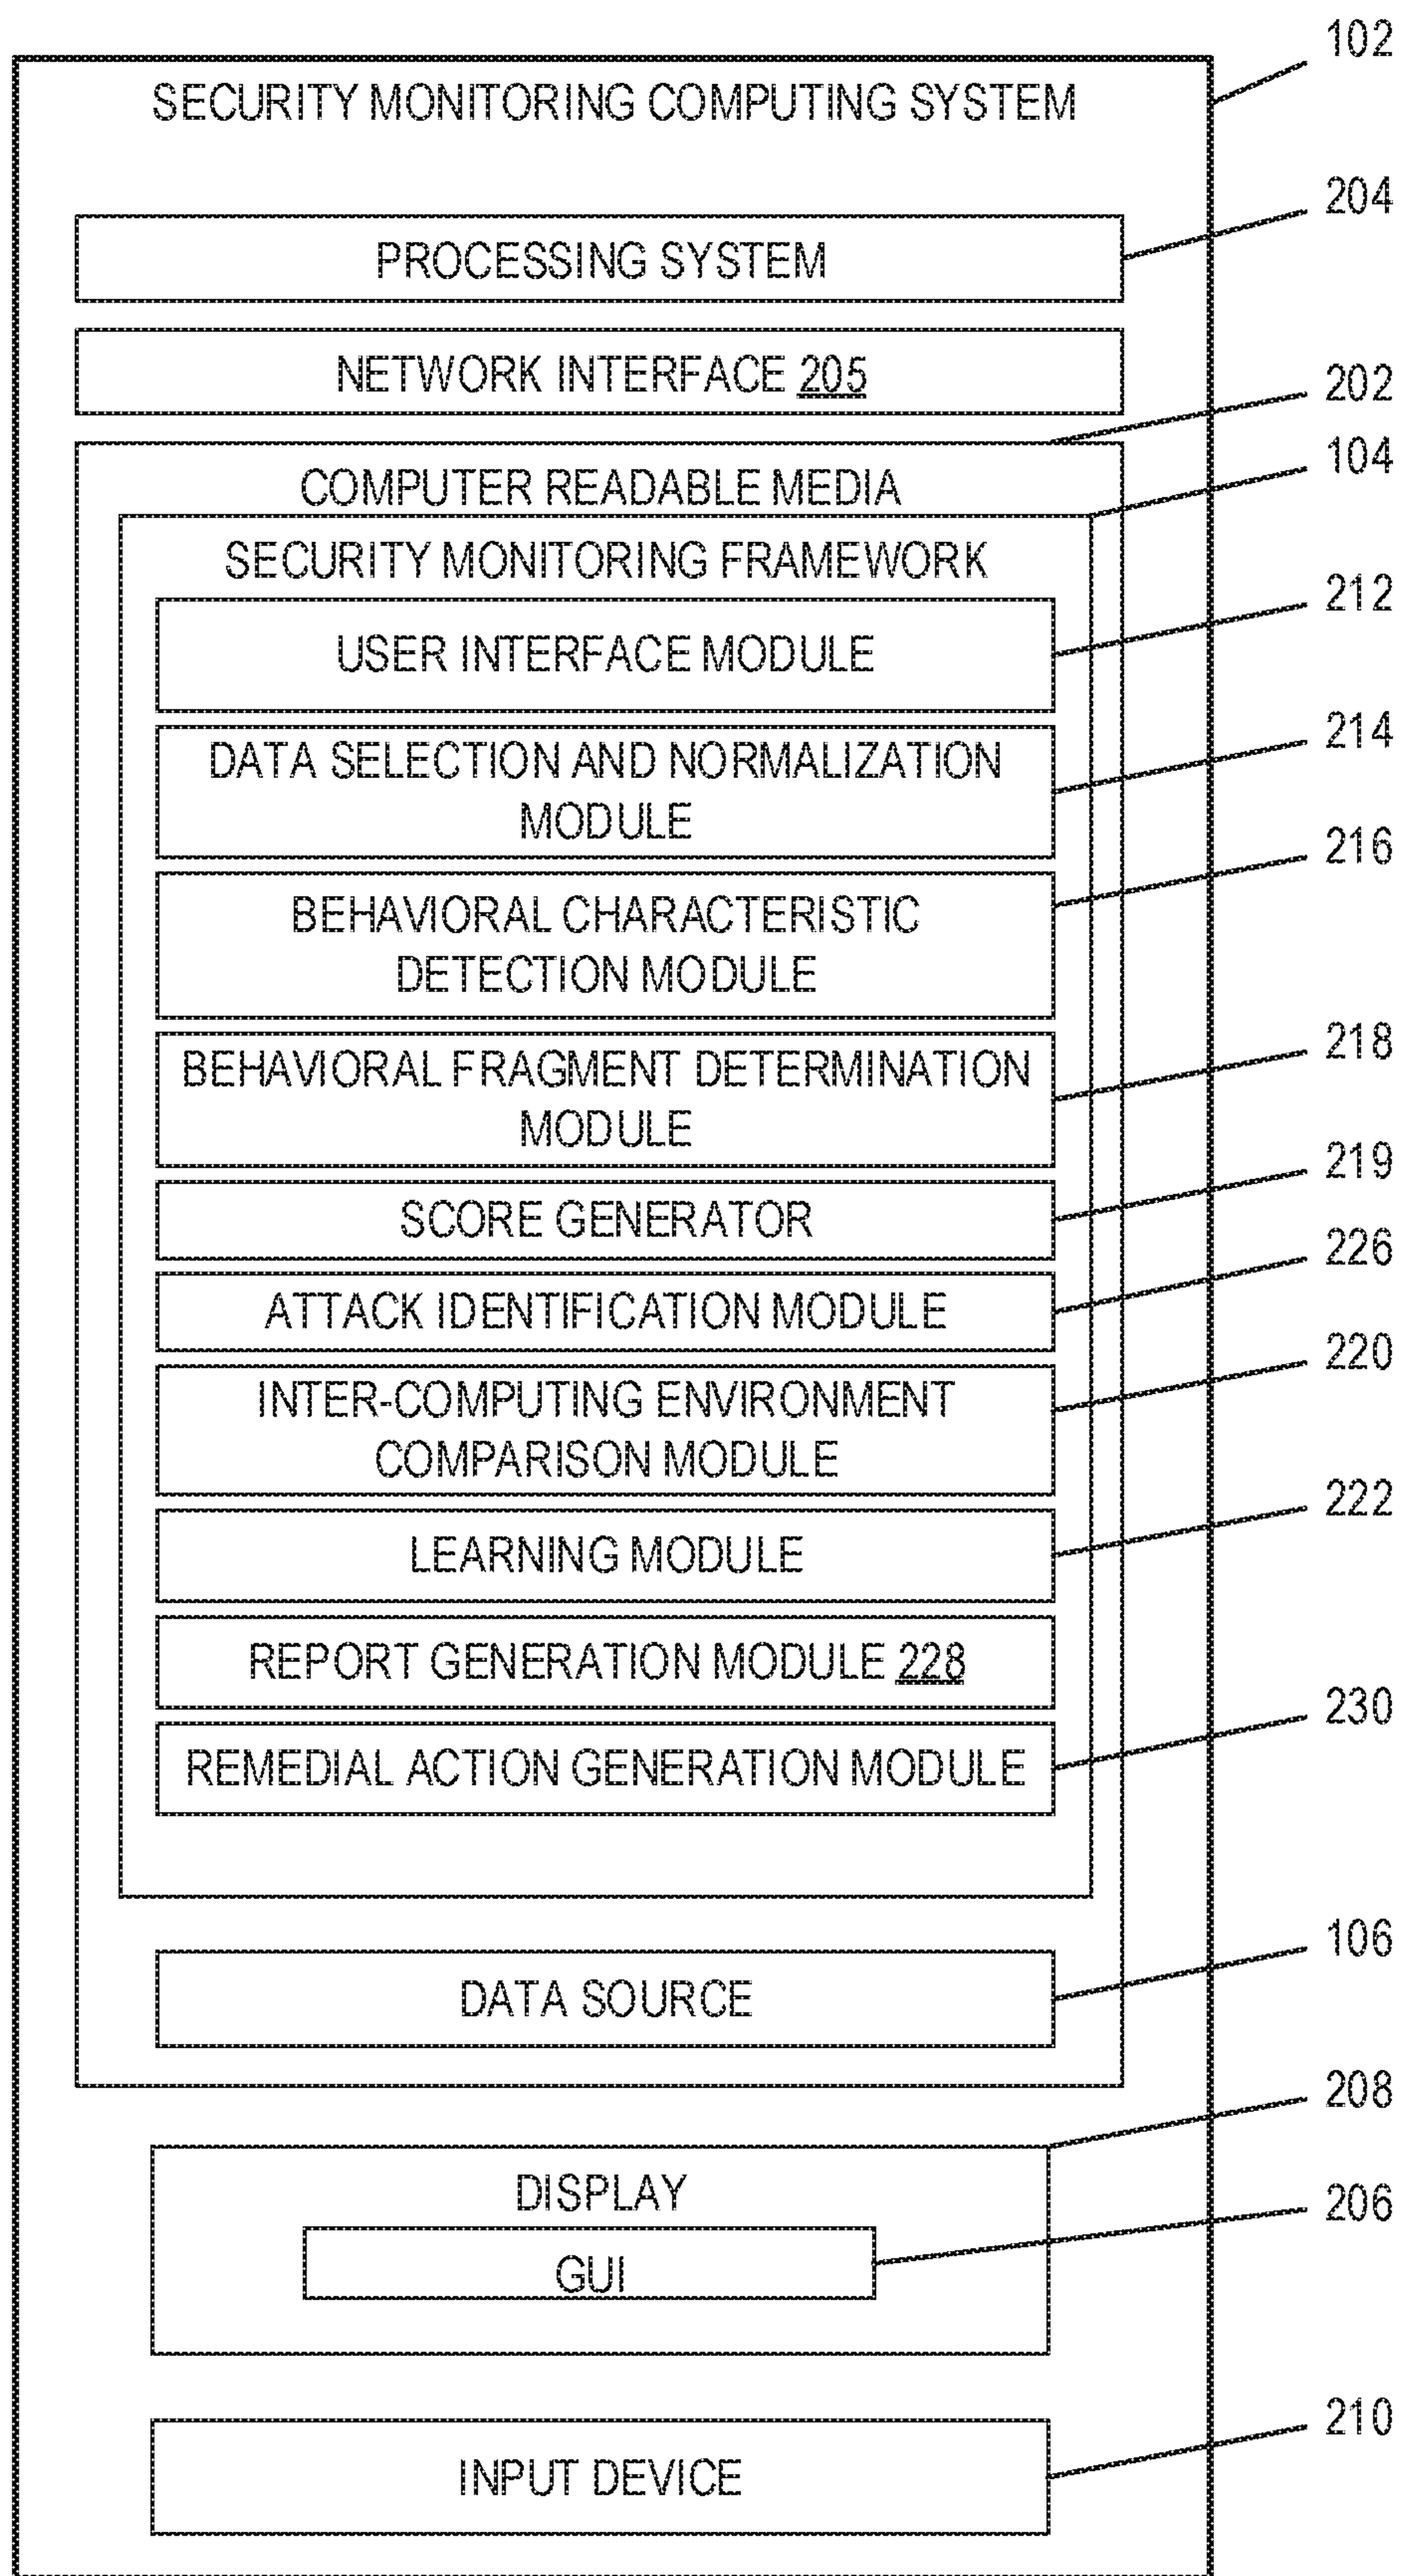 102
SECURITY MONITORING COMPUTING SYSTEM
204
PROCESSING SYSTEM
NETWORK INTERFACE 205
202
COMPUTER READABLE MEDIA
104
SECURITY MONITORING FRAMEWORK
212
USER INTERFACE MODULE
214
DATA SELECTION AND NORMALIZATION
MODULE
216
BEHAVIORAL CHARACTERISTIC
DETECTION MODULE
218
BEHAVIORAL FRAGMENT DETERMINATION
MODULE
219
SCORE GENERATOR
226
ATTACK IDENTIFICATION MODULE
220
INTER-COMPUTING ENVIRONMENT
COMPARISON MODULE
222
LEARNING MODULE
REPORT GENERATION MODULE 228
230
REMEDIAL ACTION GENERATION MODULE
106
DATA SOURCE
208
DISPLAY
206
GUI
210
INPUT DEVICE